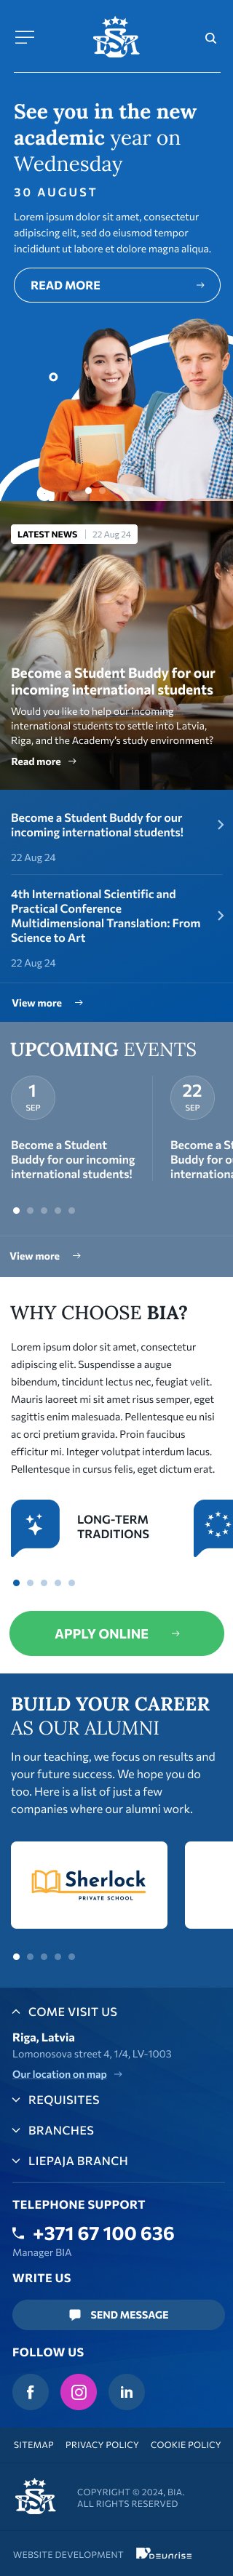 See you in the new
academic year on
Wednesday
30 AUGUST
Lorem ipsum dolor sit amet, consectetur
adipiscing elit, sed do eiusmod tempor
incididunt ut labore et dolore magna aliqua.
READ MORE
LATEST NEWS 22 Aug 24
Become a Student Buddy for our
incoming international students
Would you like to help our incoming
international students to settle into Latvia,
Riga, and the Academy's study environment?
Read more
Become a Student Buddy for our
incoming international students!
22 Aug 24
4th International Scientific and
Practical Conference
Multidimensional Translation: From
Science to Art
22 Aug 24
View more
UPCOMING EVENTS
1
SEP
Become a Student
Buddy for our incoming
international students!
22
SEP
Become a St
Buddy for o
internationa
View more
WHY CHOOSE BIA?
Lorem ipsum dolor sit amet, consectetur
adipiscing elit. Suspendisse a augue
bibendum, tincidunt lectus nec, feugiat velit.
Mauris laoreet mi sit amet risus semper, eget
sagittis enim malesuada. Pellentesque eu nisi
ac orci pretium gravida. Proin faucibus
efficitur mi. Integer volutpat interdum lacus.
Pellentesque in cursus felis, eget dictum erat.
LONG-TERM
TRADITIONS
APPLY ONLINE
BUILD YOUR CAREER
AS OUR ALUMNI
In our teaching, we focus on results and
your future success. We hope you do
too. Here is a list of just a few
companies where our alumni work.
Sherlock
PRIVATE SCHOOL
COME VISIT US
Riga, Latvia
Lomonosova street 4, 1/4, LV-1003
Our location on map
REQUISITES
BRANCHES
LIEPAJA BRANCH
TELEPHONE SUPPORT
+371 67 100 636
Manager BIA
WRITE US
SEND MESSAGE
FOLLOW US
f
in
SITEMAP PRIVACY POLICY COOKIE POLICY
COPYRIGHT © 2024, BIA.
ALL RIGHTS RESERVED
WEBSITE DEVELOPMENT